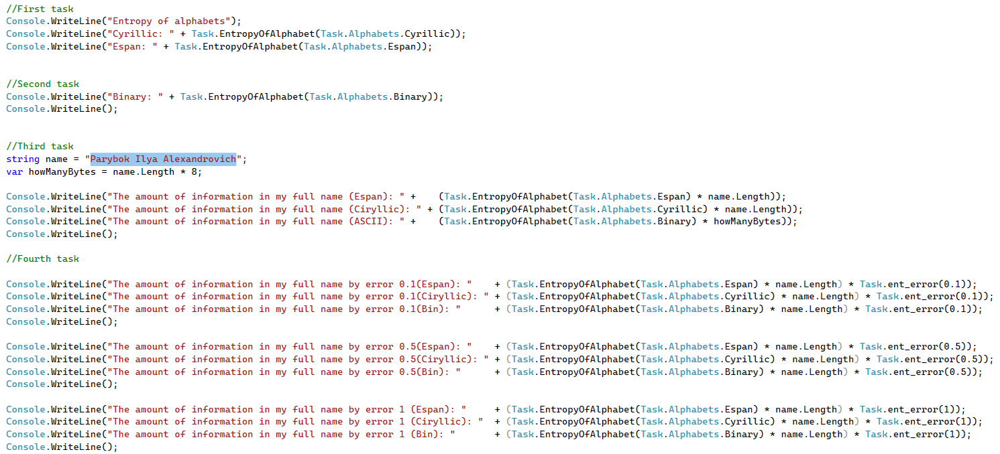 //First task
Console.WriteLine("Entropy of alphabets");
Console.WriteLine("Cyrillic: " + Task.EntropyOfAlphabet(Task.Alphabets.Cyrillic));
Console.WriteLine("Espan: " + Task.EntropyOfAlphabet(Task.Alphabets.Espan));
//Second task
Console.WriteLine("Binary: " + Task.EntropyOfAlphabet(Task.Alphabets.Binary));
Console.WriteLine();
//Third task
string name = "Parybok Ilya Alexandrovich";
var howManyBytes = name.Length * 8;
Console.WriteLine("The amount of information in my full name (Espan): " +    (Task.EntropyOfAlphabet(Task.Alphabets.Espan) * name.Length));
Console.WriteLine("The amount of information in my full name (Ciryllic): " + (Task.EntropyOfAlphabet(Task.Alphabets.Cyrillic) * name.Length));
Console.WriteLine("The amount of information in my full name (ASCII): " +    (Task.EntropyOfAlphabet(Task.Alphabets.Binary) * howManyBytes));
Console.WriteLine();
//Fourth task
Console.WriteLine("The amount of information in my full name by error 0.1(Espan): "    + (Task.EntropyOfAlphabet(Task.Alphabets.Espan) * name.Length) * Task.ent_error(0.1));
Console.WriteLine("The amount of information in my full name by error 0.1(Ciryllic): " + (Task.EntropyOfAlphabet(Task.Alphabets.Cyrillic) * name.Length) * Task.ent_error(0.1));
Console.WriteLine("The amount of information in my full name by error 0.1(Bin): "      + (Task.EntropyOfAlphabet(Task.Alphabets.Binary) * name.Length) * Task.ent_error(0.1));
Console.WriteLine();
Console.WriteLine("The amount of information in my full name by error 0.5(Espan): "    + (Task.EntropyOfAlphabet(Task.Alphabets.Espan) * name.Length) * Task.ent_error(0.5));
Console.WriteLine("The amount of information in my full name by error 0.5(Ciryllic): " + (Task.EntropyOfAlphabet(Task.Alphabets.Cyrillic) * name.Length) * Task.ent_error(0.5));
Console.WriteLine("The amount of information in my full name by error 0.5(Bin): "      + (Task.EntropyOfAlphabet(Task.Alphabets.Binary) * name.Length) * Task.ent_error(0.5));
Console.WriteLine();
Console.WriteLine("The amount of information in my full name by error 1 (Espan): "     + (Task.EntropyOfAlphabet(Task.Alphabets.Espan) * name.Length) * Task.ent_error(1));
Console.WriteLine("The amount of information in my full name by error 1 (Ciryllic): "  + (Task.EntropyOfAlphabet(Task.Alphabets.Cyrillic) * name.Length) * Task.ent_error(1));
Console.WriteLine("The amount of information in my full name by error 1 (Bin): "       + (Task.EntropyOfAlphabet(Task.Alphabets.Binary) * name.Length) * Task.ent_error(1));
Console.WriteLine();